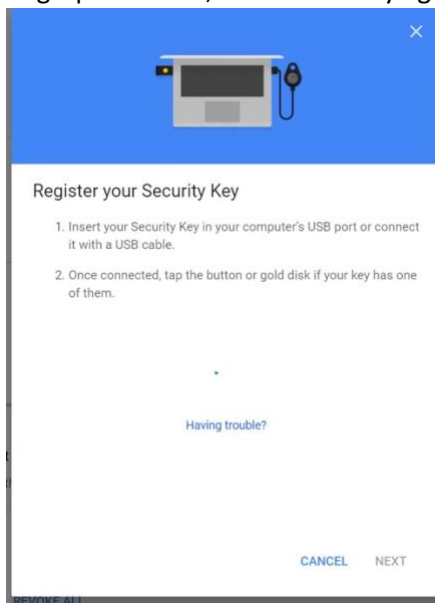 Register your Security Key
1. Insert your Security Key in your computer's USB port or connect
it with a USB cable.
2. Once connected, tap the button or gold disk if your key has one
of them.
Having trouble?
CANCEL NEXT
REVOKE ALL